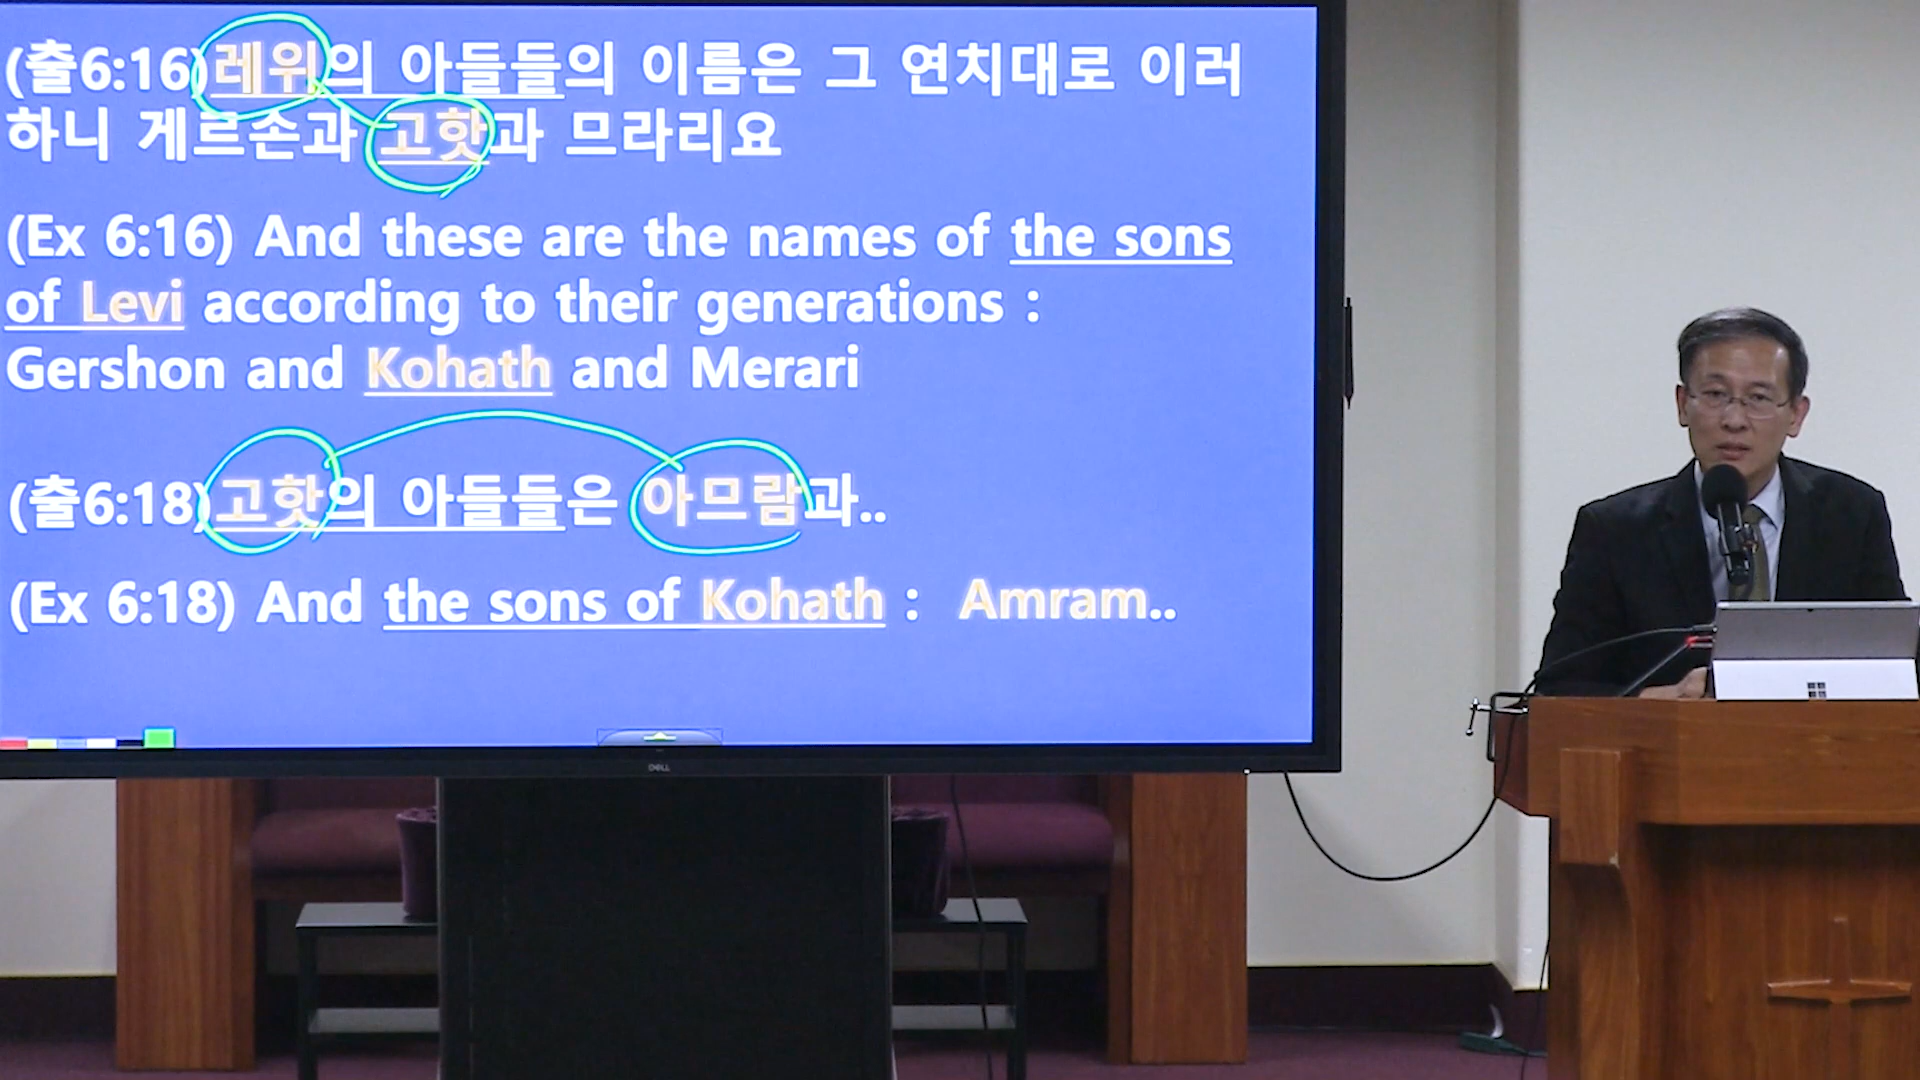 (출6:16)레위의 아들들의 이름은 그 연치대로 이러
하니 게르손과 고핫과 므라리요
(Ex 6:16) And these are the names of the sons
of Levi according to their generations :
Gershon and Kohath and Merari
(출6:18)고핫의 아들들은 아므람과..
(Ex 6:18) And the sons of Kohath : Amram..
DELL